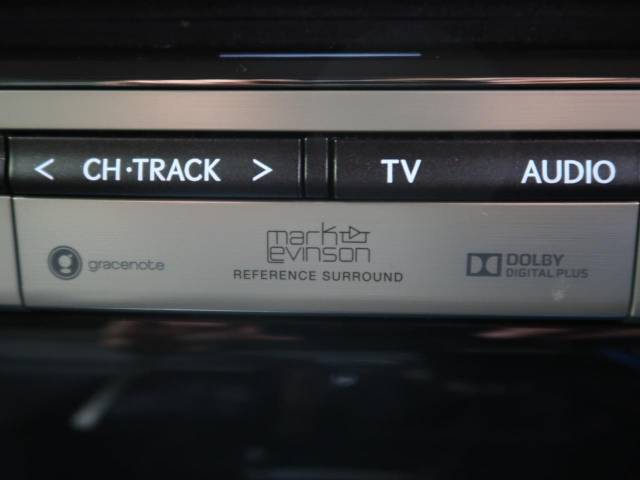 < CH·TRACK > TV AUDIO
gracenote
mark levinson
REFERENCE SURROUND
DOLBY
DIGITAL PLUS